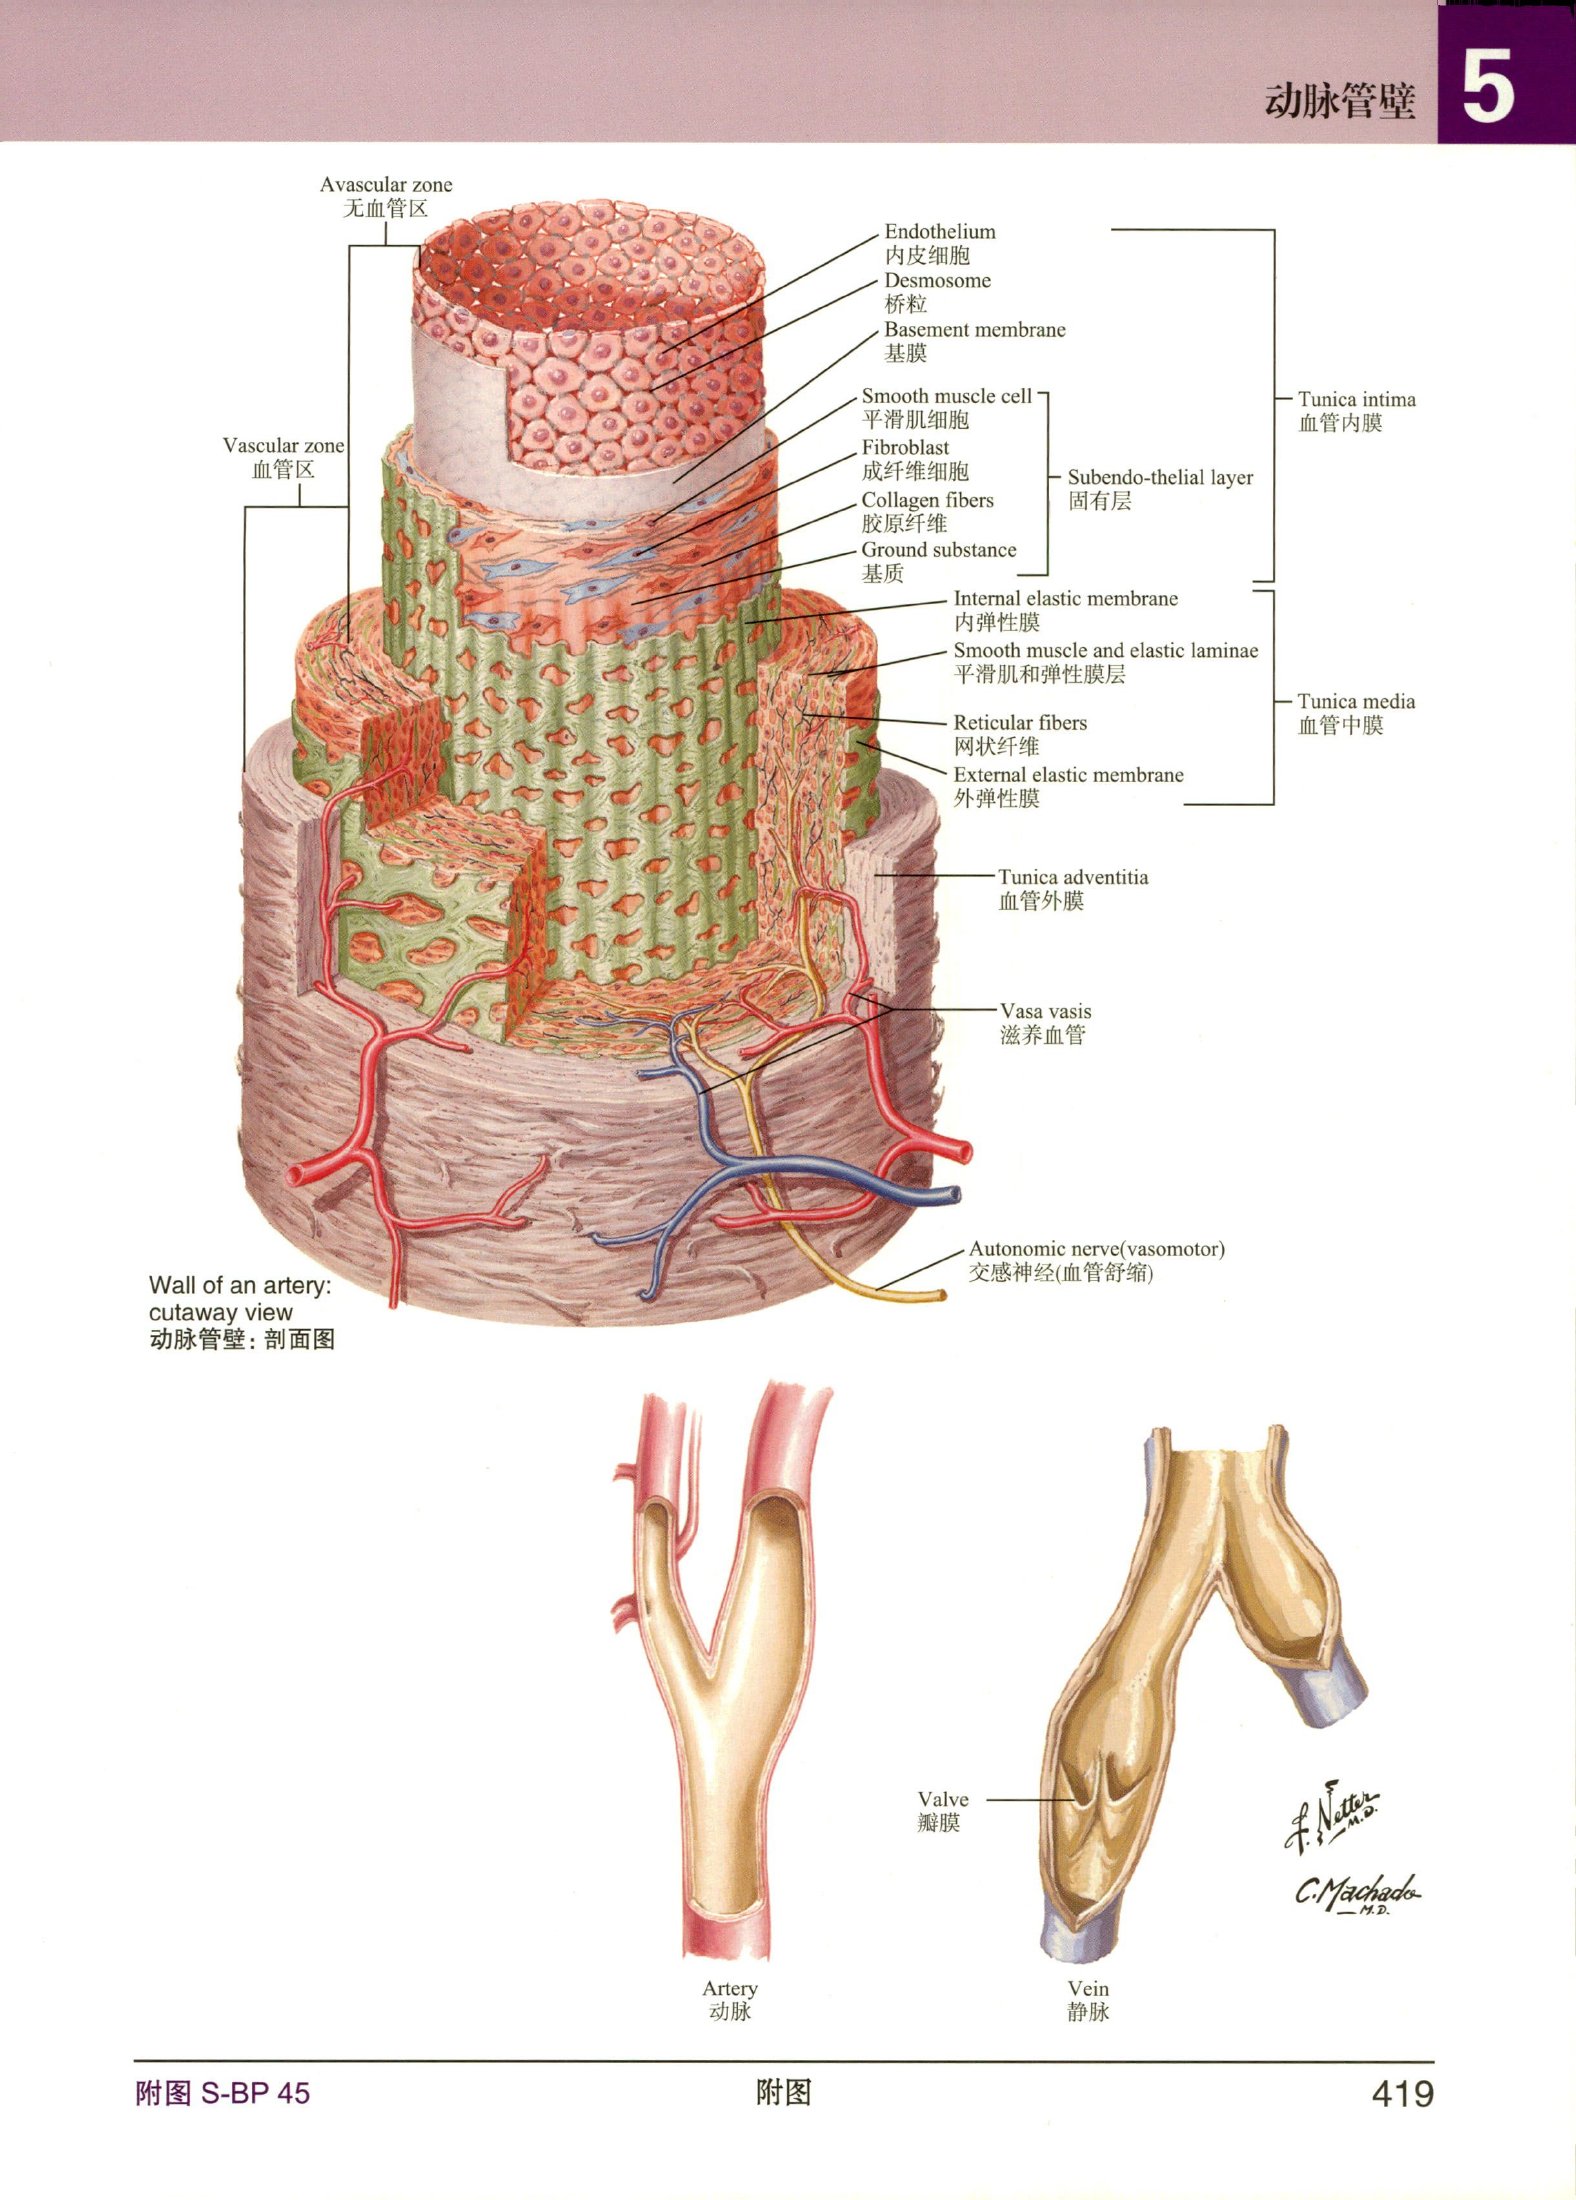 动脉管壁 5
Avascular zone
无血管区
Vascular zone
血管区
Endothelium
内皮细胞
Desmosome
桥粒
Basement membrane
基膜
Smooth muscle cell
平滑肌细胞
Fibroblast
成纤维细胞
Collagen fibers
胶原纤维
Ground substance
基质
Subendo-thelial layer
固有层
Tunica intima
血管内膜
Internal elastic membrane
内弹性膜
Smooth muscle and elastic laminae
平滑肌和弹性膜层
Reticular fibers
网状纤维
External elastic membrane
外弹性膜
Tunica media
血管中膜
Tunica adventitia
血管外膜
Vasa vasis
滋养血管
Autonomic nerve(vasomotor)
交感神经(血管舒缩)
Wall of an artery:
cutaway view
动脉管壁: 剖面图
Valve
瓣膜
F. Netter
M.D.
C. Machado
M.D.
Artery
动脉
Vein
静脉
附图 S-BP 45
附图
419